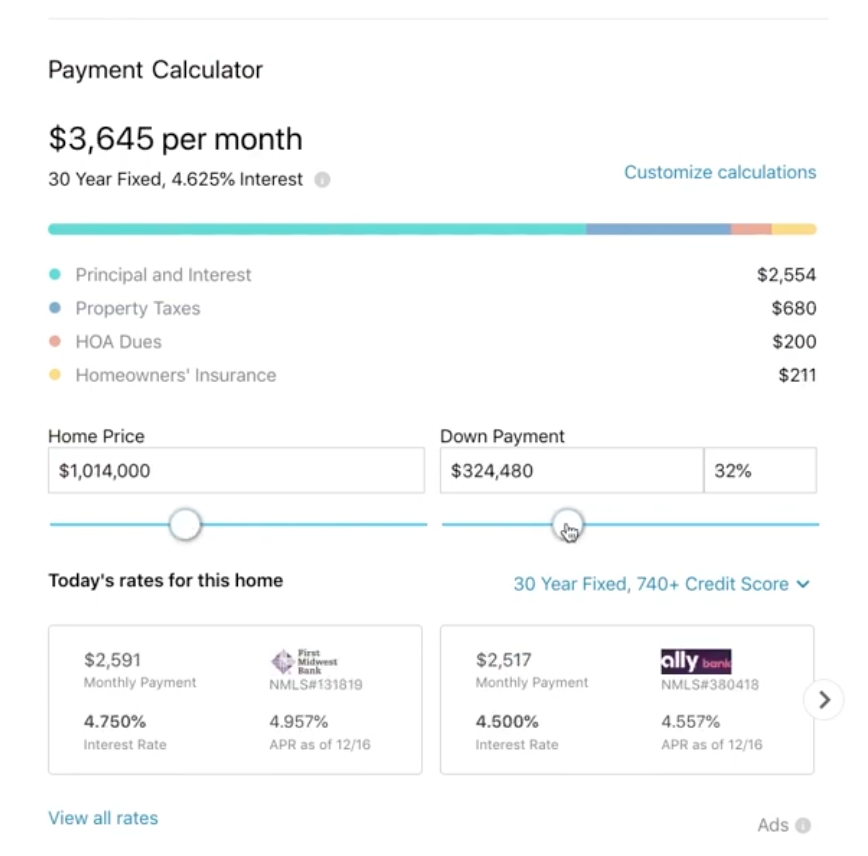 Payment Calculator
$3,645 per month
30 Year Fixed, 4.625% Interest
Customize calculations
Principal and Interest $2,554
Property Taxes $680
HOA Dues $200
Homeowners' Insurance $211
Home Price Down Payment
$1,014,000 $324,480 32%
Today's rates for this home 30 Year Fixed, 740+ Credit Score
$2,591
Monthly Payment
First
Midwest
Bank
NMLS#131819
4.750% 4.957%
Interest Rate APR as of 12/16
$2,517
Monthly Payment
ally bank
NMLS#380418
4.500% 4.557%
Interest Rate APR as of 12/16
View all rates
Ads